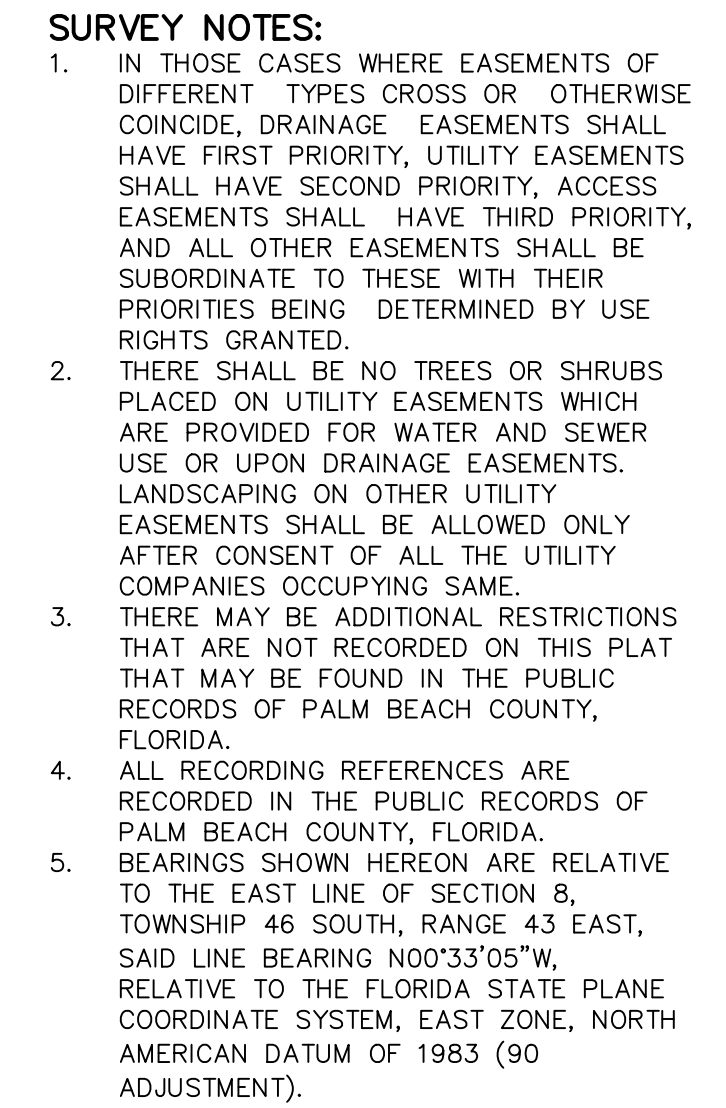 SURVEY NOTES:
1. IN THOSE CASES WHERE EASEMENTS OF
DIFFERENT TYPES CROSS OR OTHERWISE
COINCIDE, DRAINAGE EASEMENTS SHALL
HAVE FIRST PRIORITY, UTILITY EASEMENTS
SHALL HAVE SECOND PRIORITY, ACCESS
EASEMENTS SHALL HAVE THIRD PRIORITY,
AND ALL OTHER EASEMENTS SHALL BE
SUBORDINATE TO THESE WITH THEIR
PRIORITIES BEING DETERMINED BY USE
RIGHTS GRANTED.
2. THERE SHALL BE NO TREES OR SHRUBS
PLACED ON UTILITY EASEMENTS WHICH
ARE PROVIDED FOR WATER AND SEWER
USE OR UPON DRAINAGE EASEMENTS.
LANDSCAPING ON OTHER UTILITY
EASEMENTS SHALL BE ALLOWED ONLY
AFTER CONSENT OF ALL THE UTILITY
COMPANIES OCCUPYING SAME.
3. THERE MAY BE ADDITIONAL RESTRICTIONS
THAT ARE NOT RECORDED ON THIS PLAT
THAT MAY BE FOUND IN THE PUBLIC
RECORDS OF PALM BEACH COUNTY,
FLORIDA.
4. ALL RECORDING REFERENCES ARE
RECORDED IN THE PUBLIC RECORDS OF
PALM BEACH COUNTY, FLORIDA.
5. BEARINGS SHOWN HEREON ARE RELATIVE
TO THE EAST LINE OF SECTION 8,
TOWNSHIP 46 SOUTH, RANGE 43 EAST,
SAID LINE BEARING N00°33'05"W,
RELATIVE TO THE FLORIDA STATE PLANE
COORDINATE SYSTEM, EAST ZONE, NORTH
AMERICAN DATUM OF 1983 (90
ADJUSTMENT).